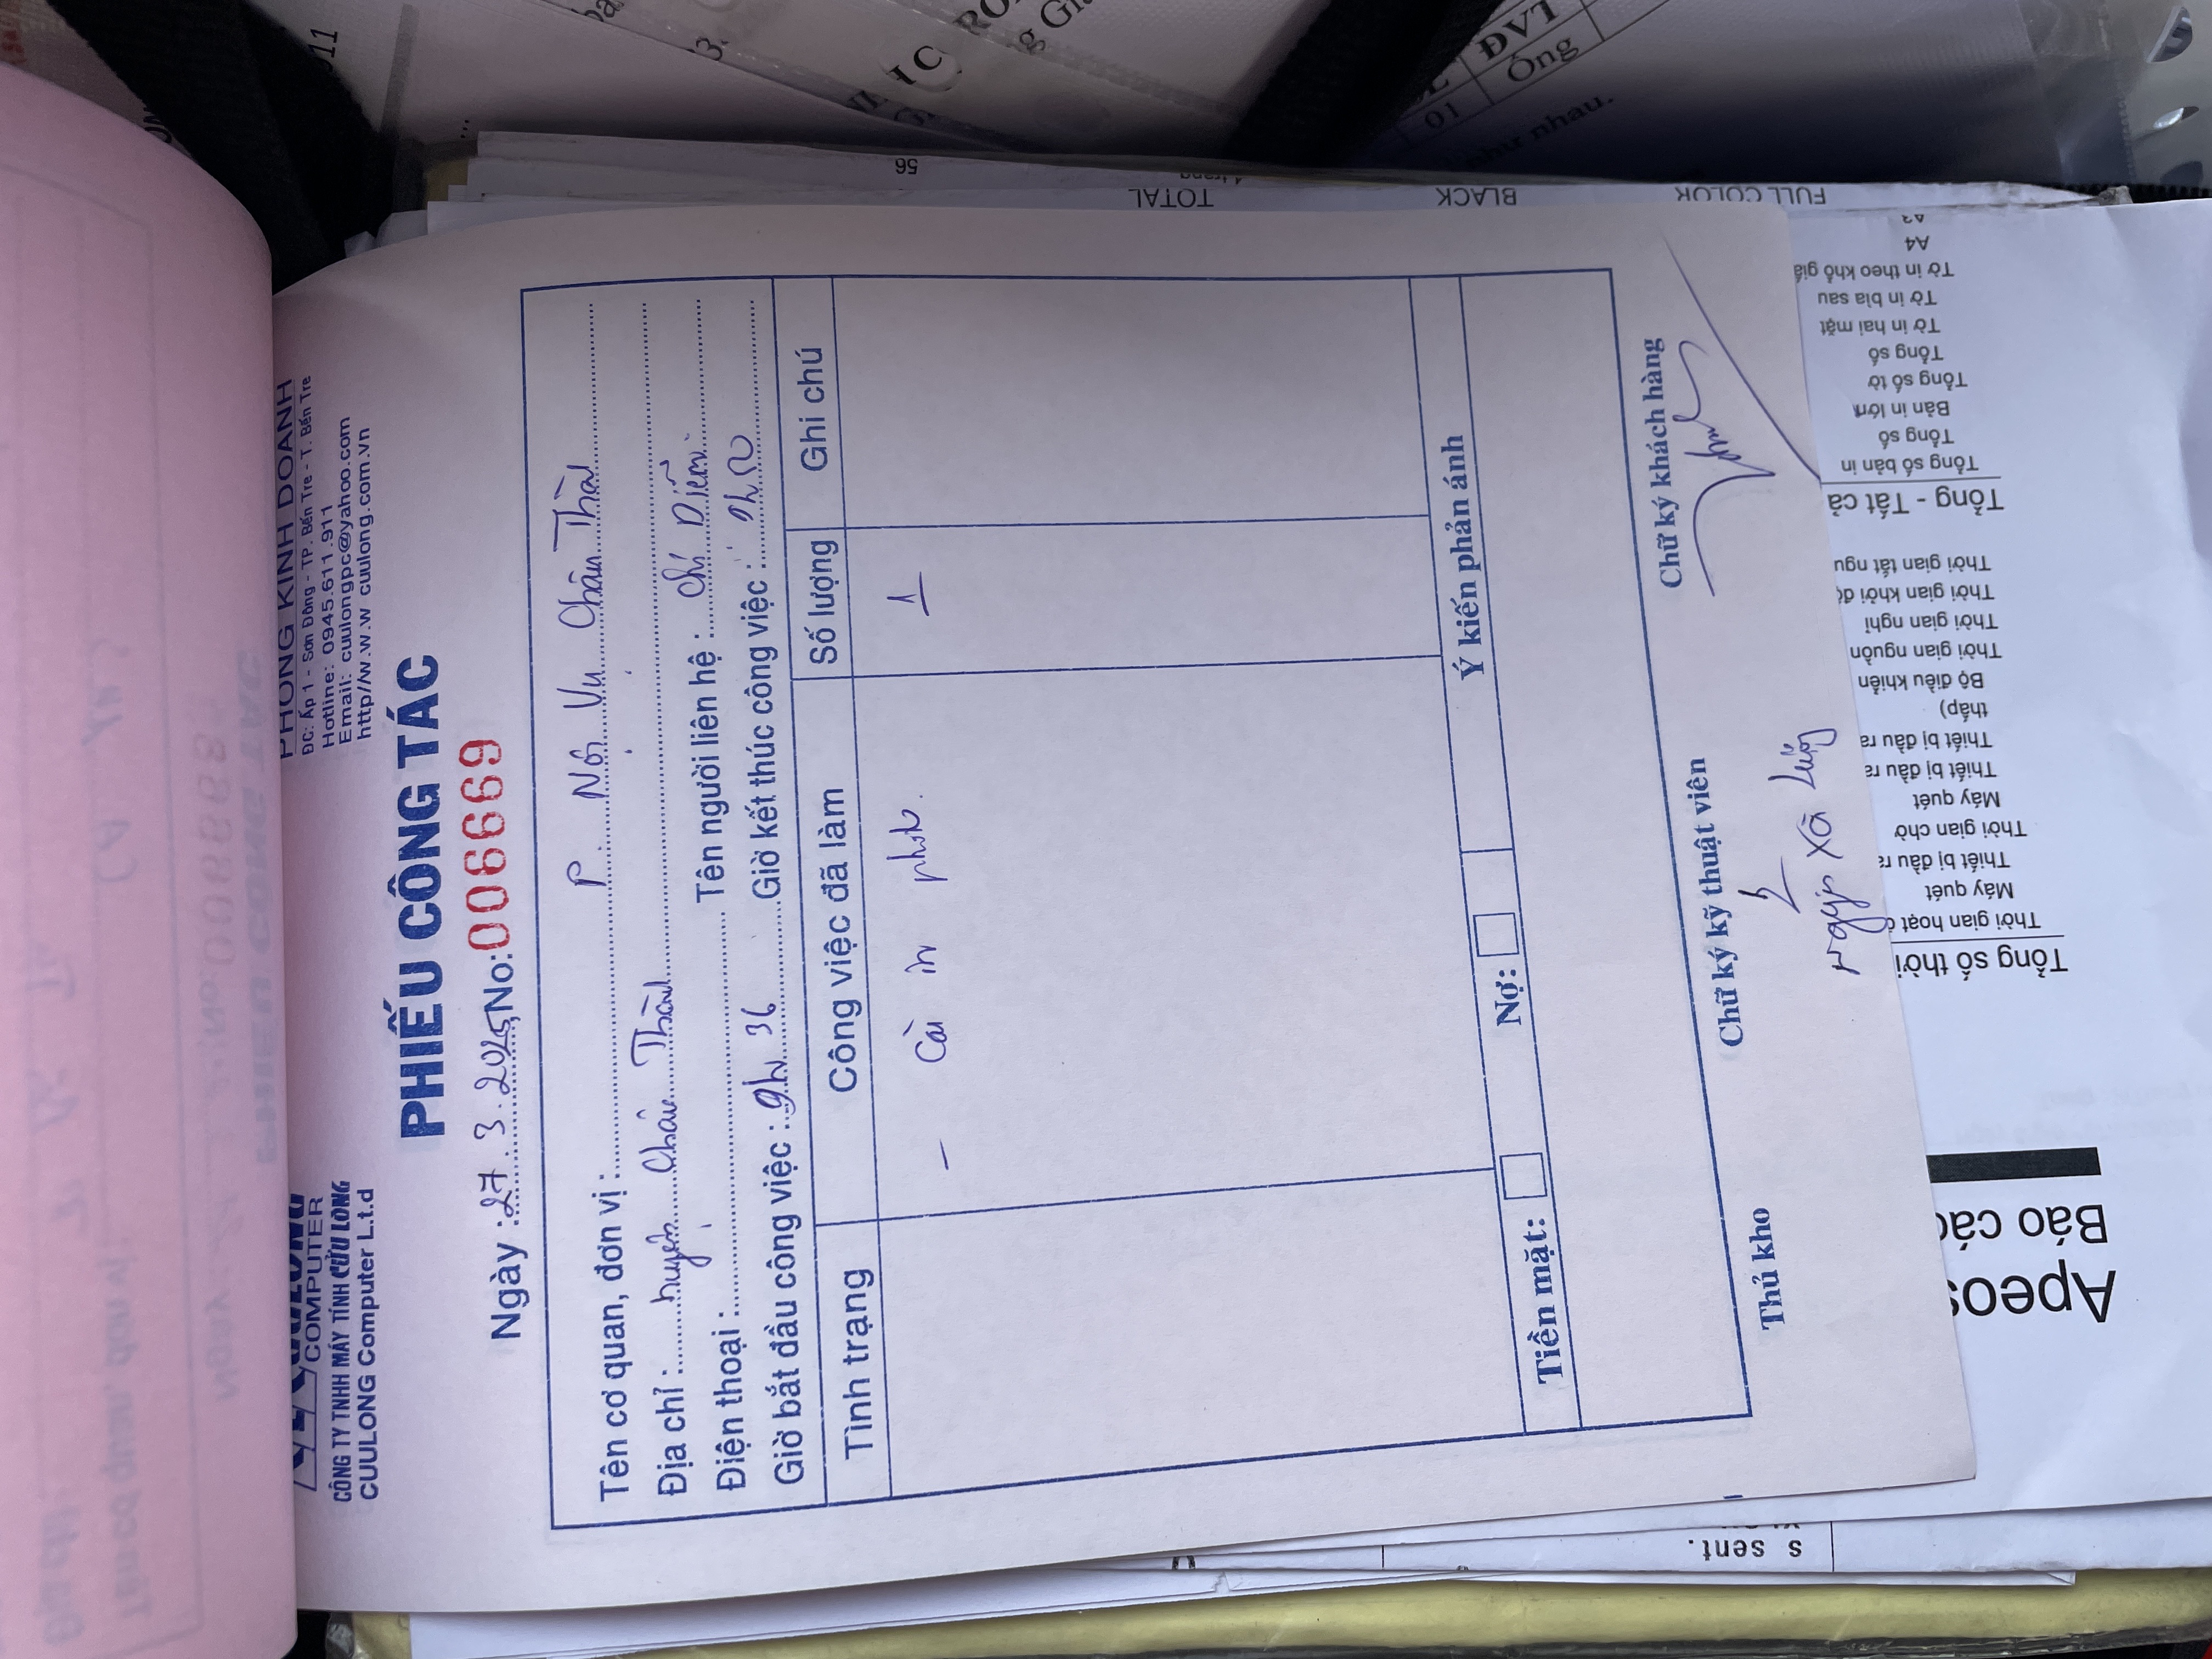 COMPUTER
CÔNG TY TNHH MÁY TÍNH CỬU LONG
CUULONG Computer L.t.d
PHÒNG KINH DOANH
ĐC: Ấp 1 - Sơn Đông - TP. Bến Tre - T. Bến Tre
Hotline: 0945.611.911
Email: cuulongpc@yahoo.com
http//w.w.w cuulong.com.vn
PHIẾU CÔNG TÁC
Ngày : 27.3.2025, No: 006669
Tên cơ quan, đơn vị : P. Nội Vụ Châu Thàn
Địa chỉ : huyện Châu Thàn
Điện thoại : Tên người liên hệ : chị Diễm
Giờ bắt đầu công việc : 9h 36 Giờ kết thúc công việc :
Tình trạng Công việc đã làm Số lượng Ghi chú
- Cài in photo. 1
Tiền mặt: Nợ: Ý kiến phản ánh
Thủ kho Chữ ký kỹ thuật viên Chữ ký khách hàng
FULL COLOR BLACK TOTAL
56
A4
Tờ in theo khổ giấ
Tờ in bìa sau
Tờ in hai mặt
Tổng số
Tổng số tờ
Bản in lớn
Tổng số
Tổng số bản in
Tổng - Tất cả
Thời gian tắt ngu
Thời gian khởi độ
Thời gian nghỉ
Thời gian nguồn
Bộ điều khiển
thấp)
Thiết bị đầu ra
Thiết bị đầu ra
Máy quét
Thời gian chờ
Thiết bị đầu ra
Máy quét
Thời gian hoạt đ
Tổng số thời
Báo cáo
Apeos
s sent.
ĐVT
01 Ống
như nhau.